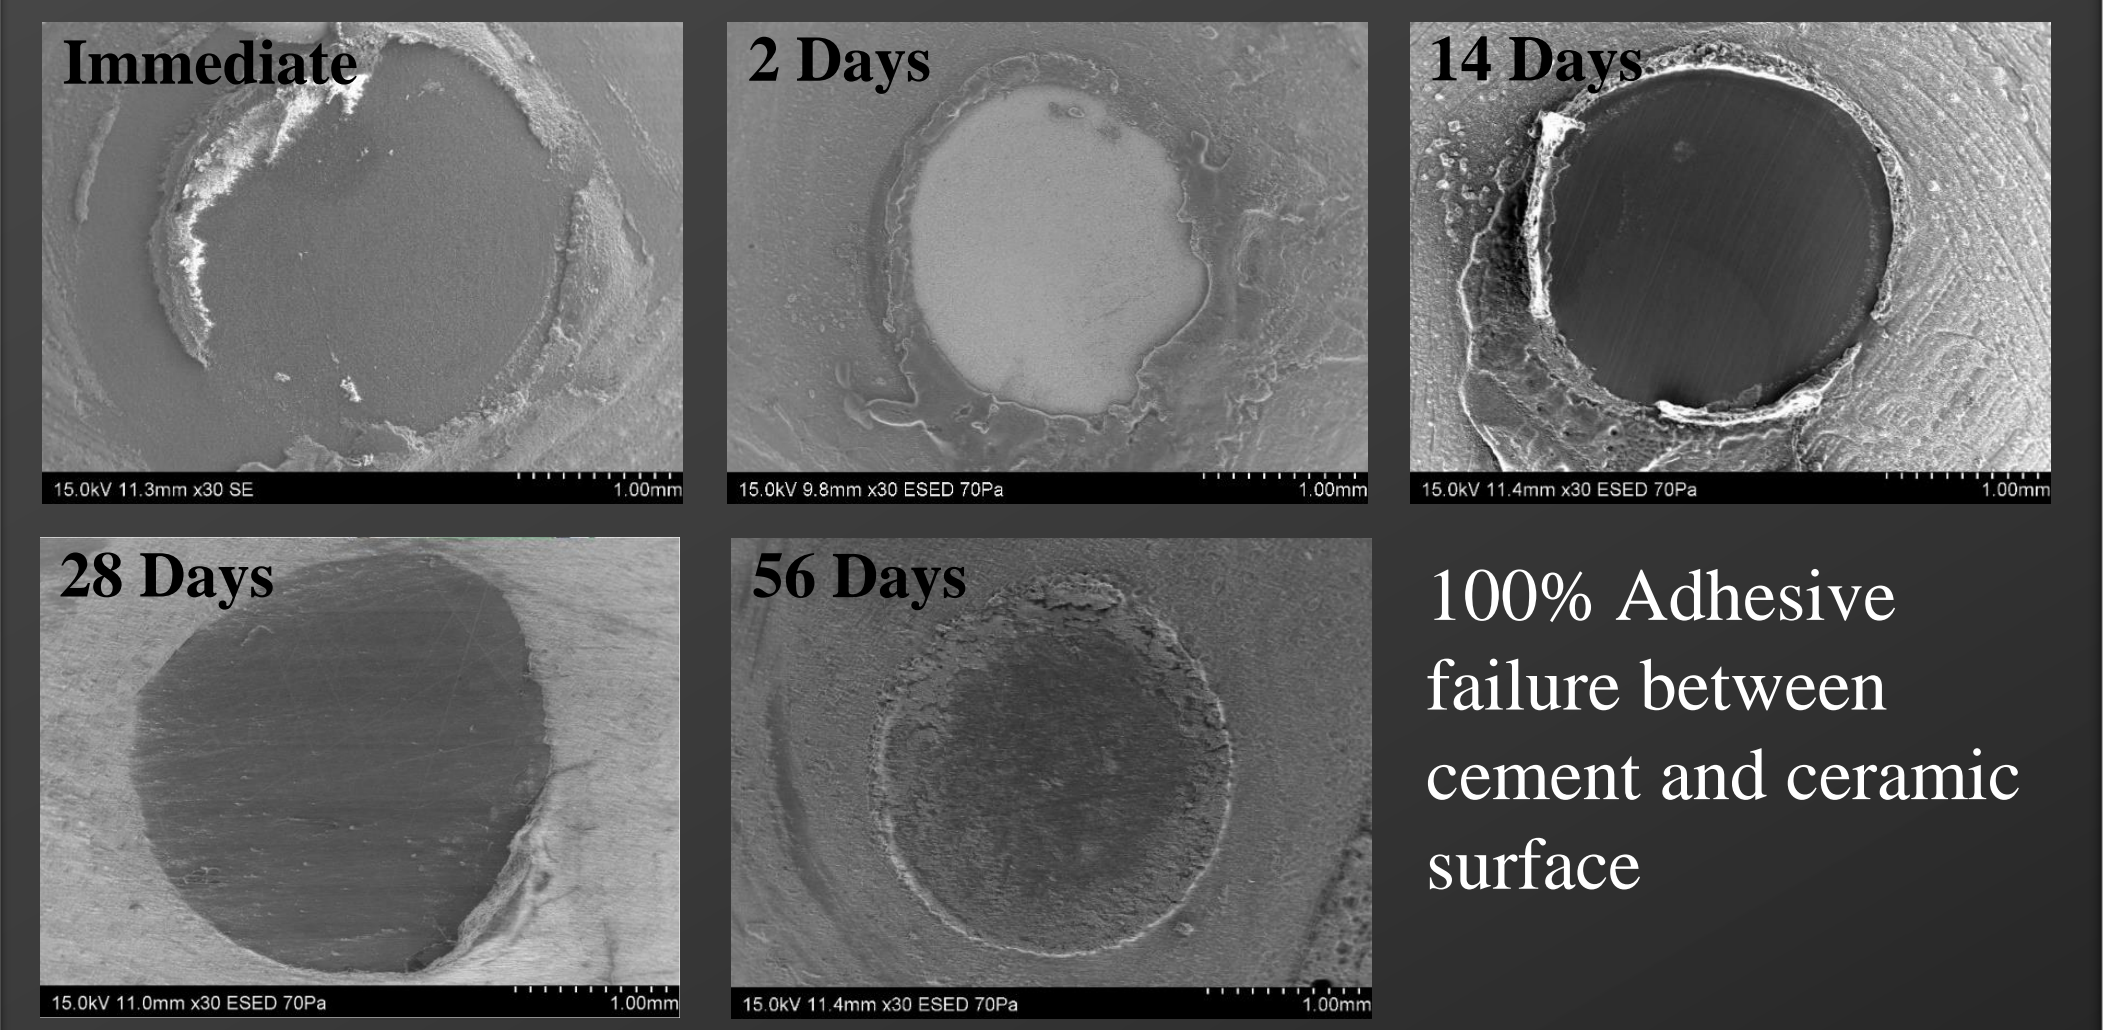 Immediate
15.0kV 11.3mm x30 SE
1.00mm
2 Days
15.0kV 9.8mm x30 ESED 70Pa
1.00mm
14 Days
15.0kV 11.4mm x30 ESED 70Pa
1.00mm
28 Days
15.0kV 11.0mm x30 ESED 70Pa
1.00mm
56 Days
15.0kV 11.4mm x30 ESED 70Pa
1.00mm
100% Adhesive
failure between
cement and ceramic
surface